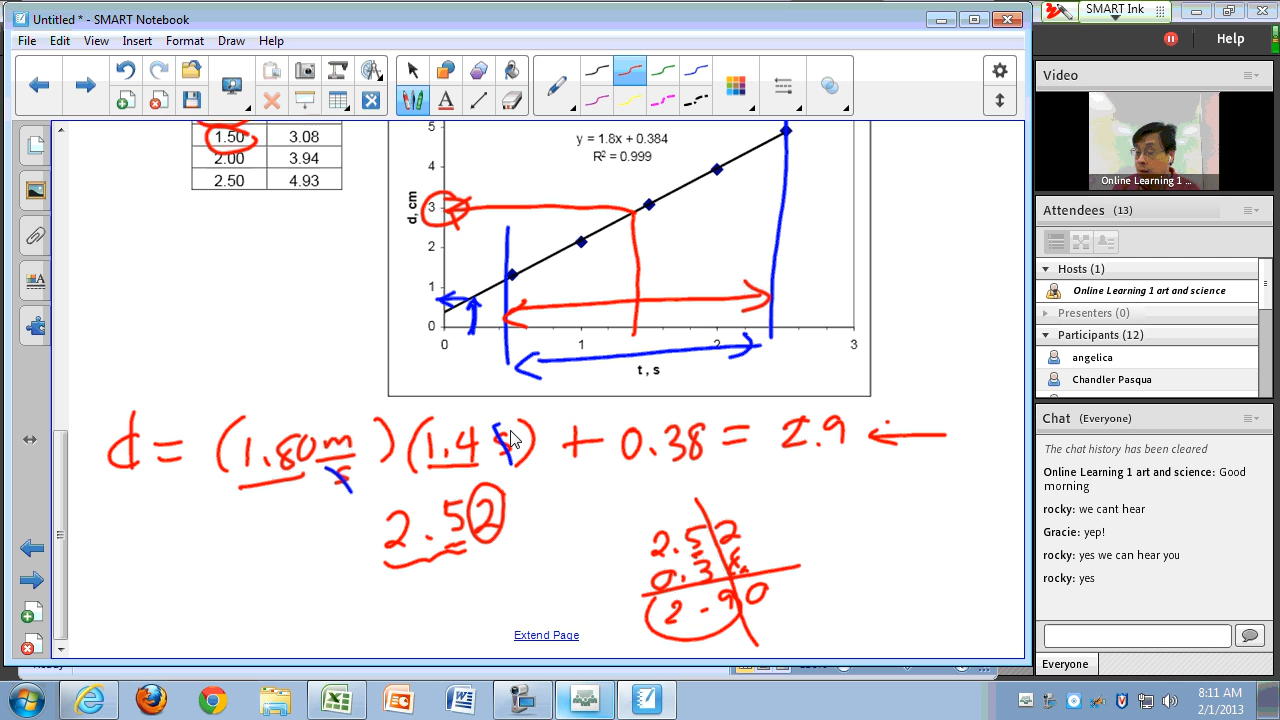 Untitled * - SMART Notebook
SMART Ink
File Edit View Insert Format Draw Help
Help
Video
Online Learning 1 ...
Attendees (13)
Hosts (1)
Online Learning 1 art and science
Presenters (0)
Participants (12)
angelica
Chandler Pasqua
Chat (Everyone)
The chat history has been cleared
Online Learning 1 art and science: Good
morning
rocky: we cant hear
Gracie: yep!
rocky: yes we can hear you
rocky: yes
Everyone
1.50 3.08
2.00 3.94
2.50 4.93
y = 1.8x + 0.384
R² = 0.999
5
4
3
2
1
0
d, cm
0 1 2 3
t , s
d = (1.80 m/s)(1.4 s) + 0.38 = 2.9
2.52
2.52
0.38
2.90
Extend Page
8:11 AM
2/1/2013